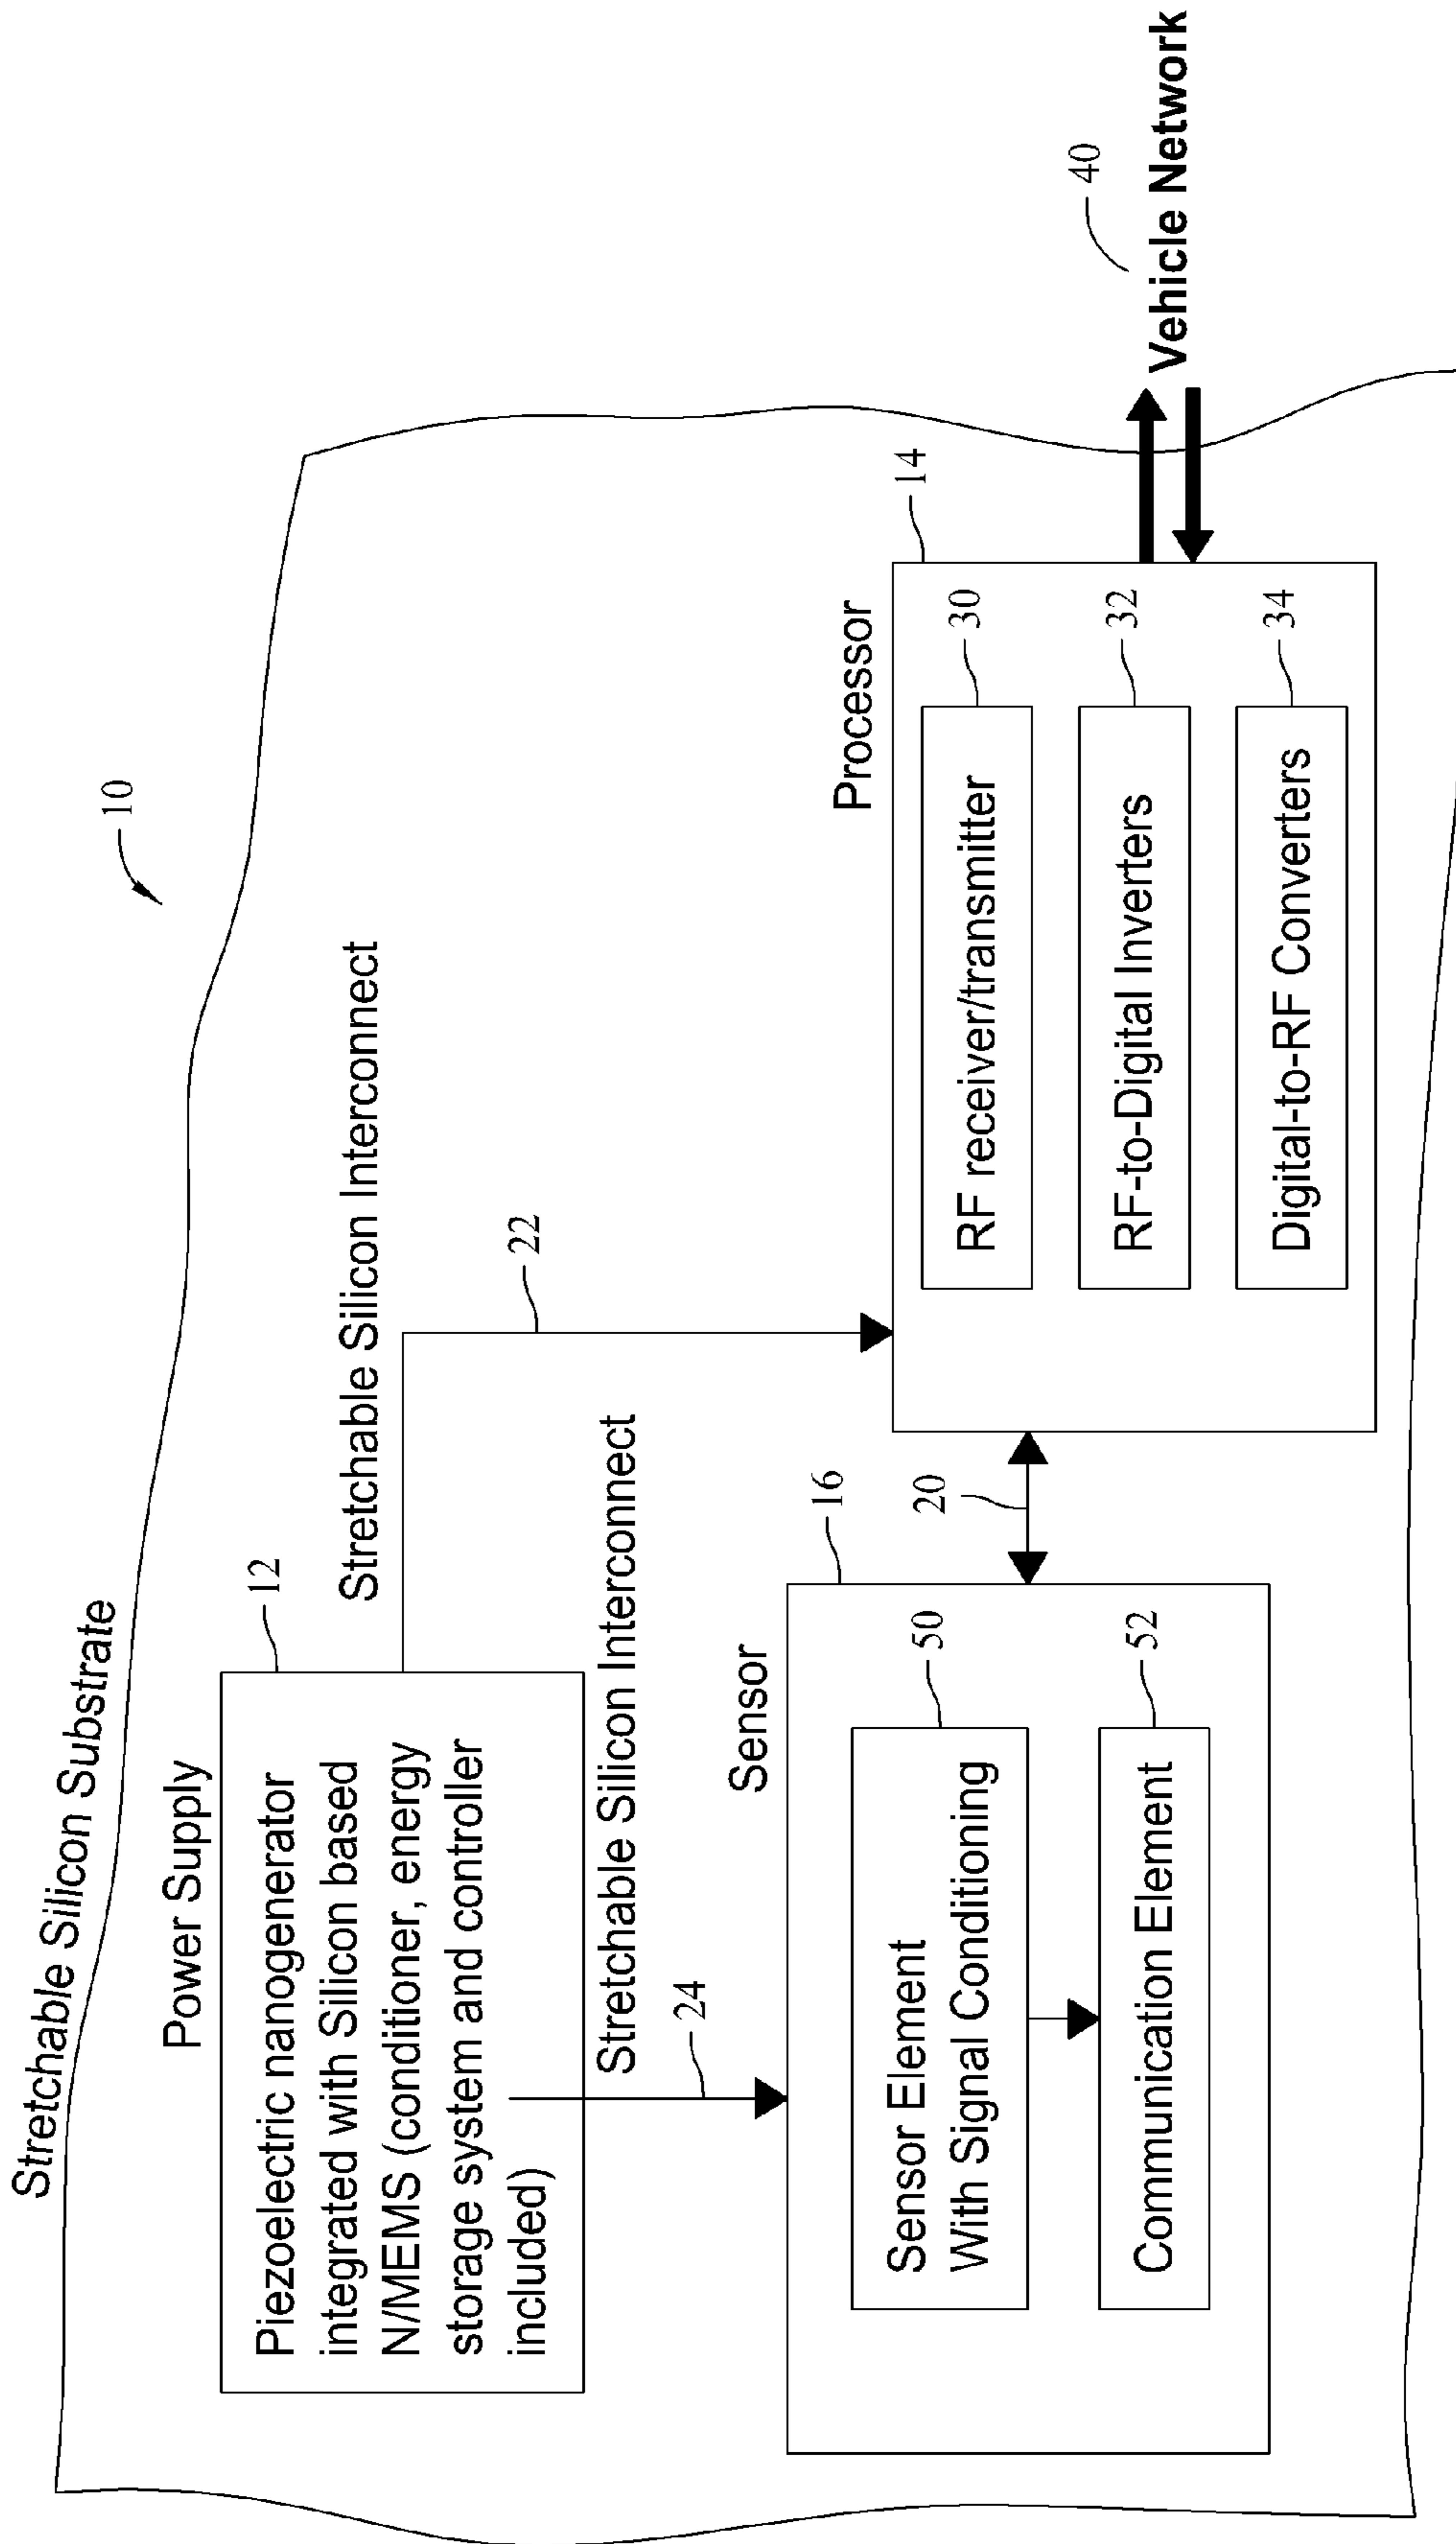 Stretchable Silicon Substrate
10
Power Supply
12
Piezoelectric nanogenerator
integrated with Silicon based
N/MEMS (conditioner, energy
storage system and controller
included)
Stretchable Silicon Interconnect
22
Stretchable Silicon Interconnect
24
Sensor
16
Sensor Element
With Signal Conditioning
50
Communication Element
52
20
Processor
14
RF receiver/transmitter
30
RF-to-Digital Inverters
32
Digital-to-RF Converters
34
40
Vehicle Network